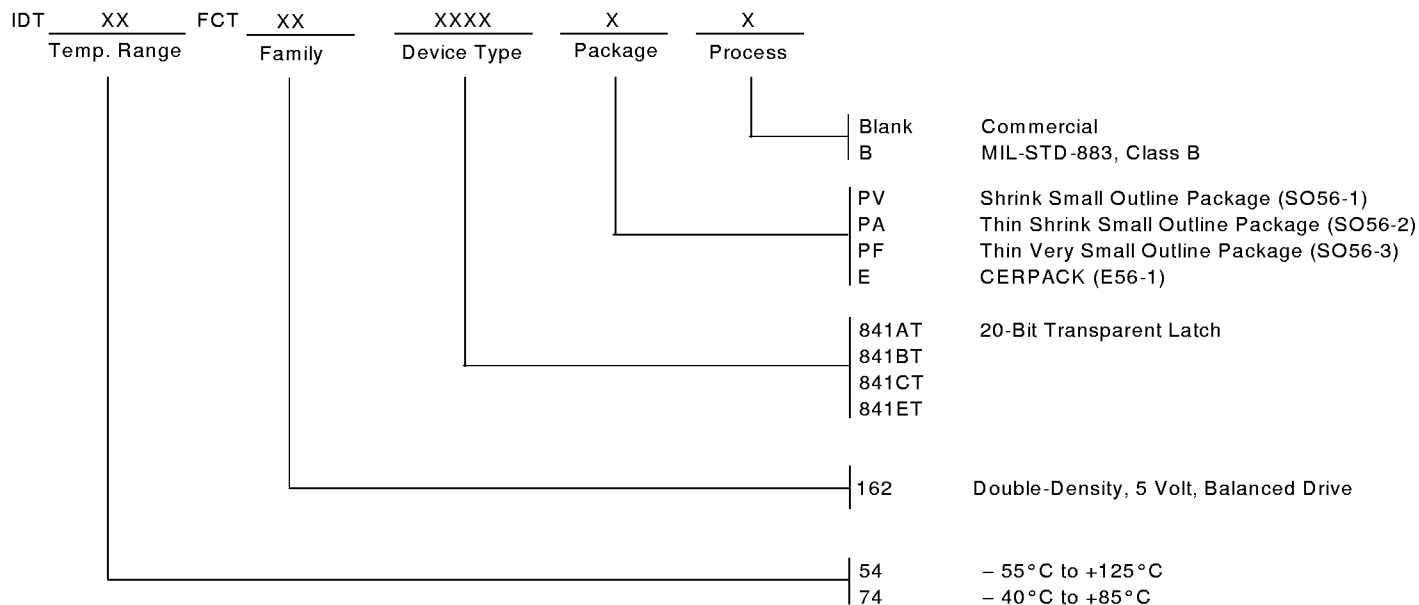 IDT XX FCT XX XXXX X X
Temp. Range Family Device Type Package Process
Blank Commercial
B MIL-STD-883, Class B
PV Shrink Small Outline Package (SO56-1)
PA Thin Shrink Small Outline Package (SO56-2)
PF Thin Very Small Outline Package (SO56-3)
E CERPACK (E56-1)
841AT 20-Bit Transparent Latch
841BT
841CT
841ET
162 Double-Density, 5 Volt, Balanced Drive
54 – 55°C to +125°C
74 – 40°C to +85°C